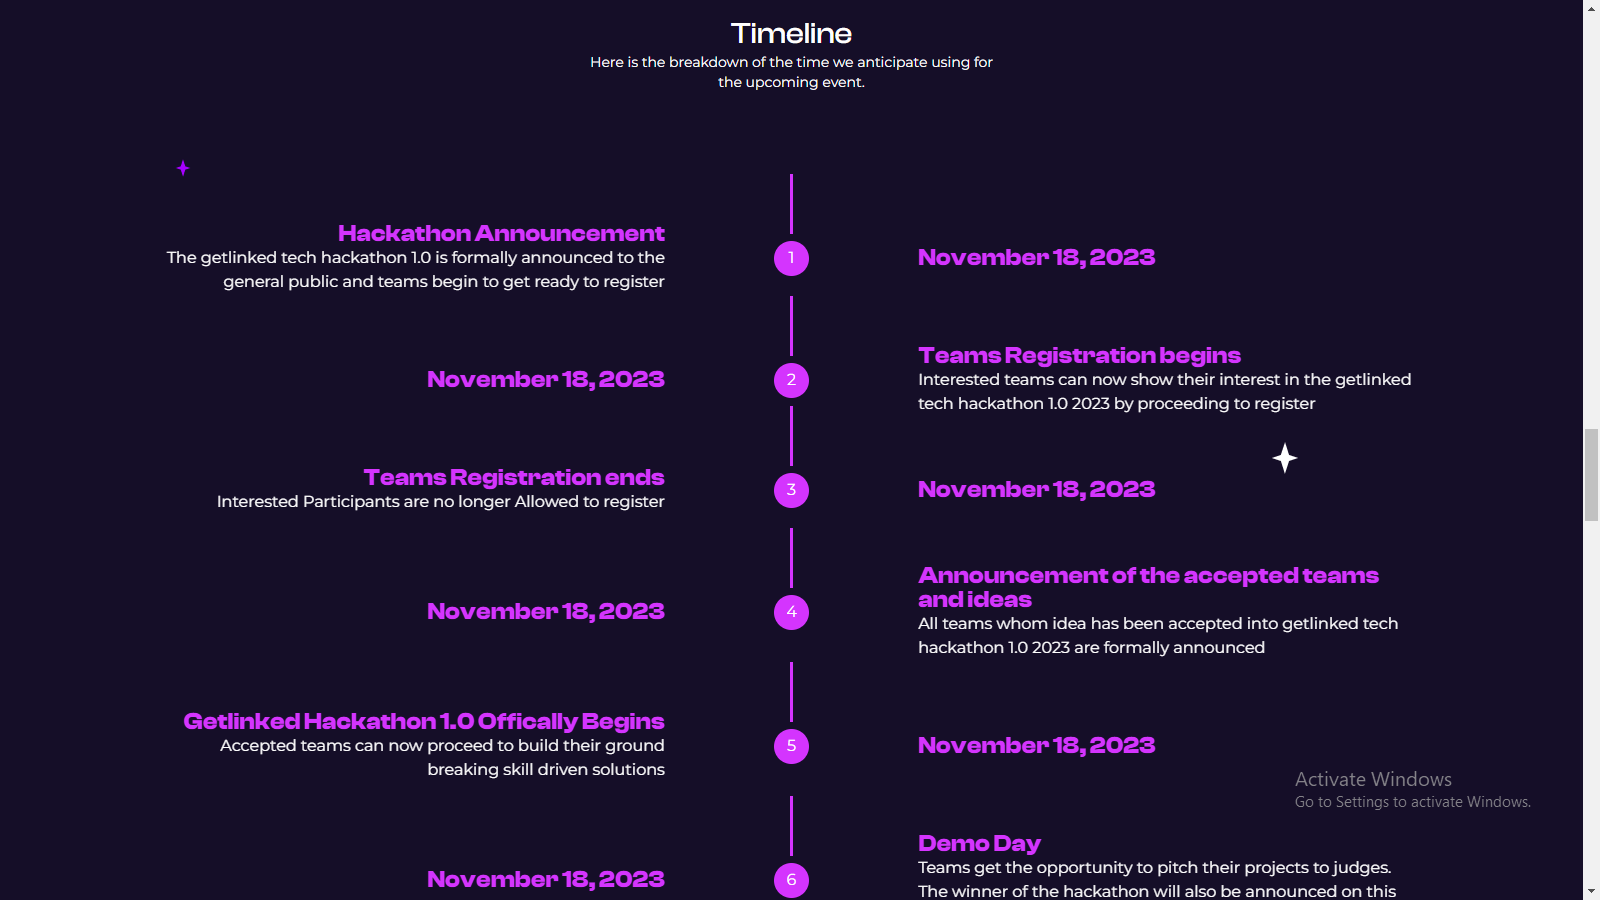 Timeline
Here is the breakdown of the time we anticipate using for
the upcoming event.
Hackathon Announcement
The getlinked tech hackathon 1.0 is formally announced to the
general public and teams begin to get ready to register
1
November 18, 2023
November 18, 2023
2
Teams Registration begins
Interested teams can now show their interest in the getlinked
tech hackathon 1.0 2023 by proceeding to register
Teams Registration ends
Interested Participants are no longer Allowed to register
3
November 18, 2023
November 18, 2023
4
Announcement of the accepted teams
and ideas
All teams whom idea has been accepted into getlinked tech
hackathon 1.0 2023 are formally announced
Getlinked Hackathon 1.0 Offically Begins
Accepted teams can now proceed to build their ground
breaking skill driven solutions
5
November 18, 2023
Activate Windows
Go to Settings to activate Windows.
November 18, 2023
6
Demo Day
Teams get the opportunity to pitch their projects to judges.
The winner of the hackathon will also be announced on this